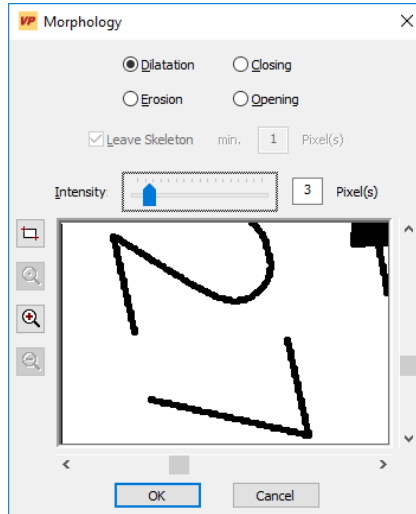 VP Morphology
Dilatation Closing
Erosion Opening
Leave Skeleton min. 1 Pixel(s)
Intensity 3 Pixel(s)
OK Cancel